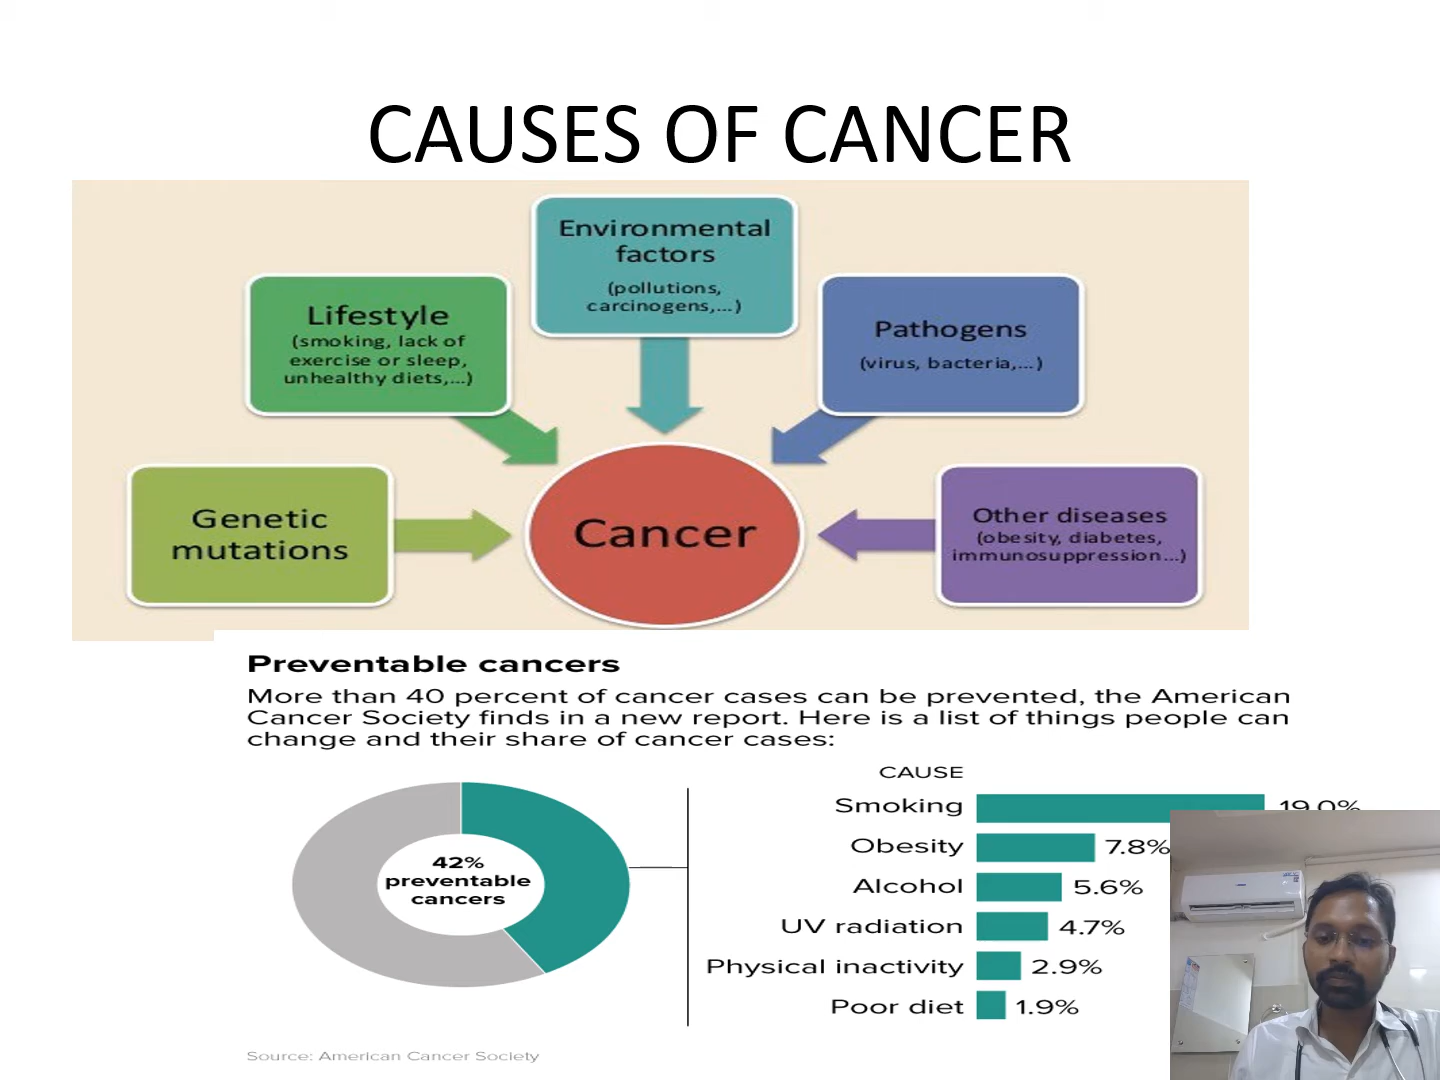 CAUSES OF CANCER
Environmental
factors
(pollutions,
carcinogens,...)
Lifestyle
(smoking, lack of
exercise or sleep,
unhealthy diets,...)
Pathogens
(virus, bacteria,...)
Genetic
mutations
Cancer
Other diseases
(obesity, diabetes,
immunosuppression...)
Preventable cancers
More than 40 percent of cancer cases can be prevented, the American
Cancer Society finds in a new report. Here is a list of things people can
change and their share of cancer cases:
42%
preventable
cancers
CAUSE
Smoking 19.0%
Obesity 7.8%
Alcohol 5.6%
UV radiation 4.7%
Physical inactivity 2.9%
Poor diet 1.9%
Source: American Cancer Society